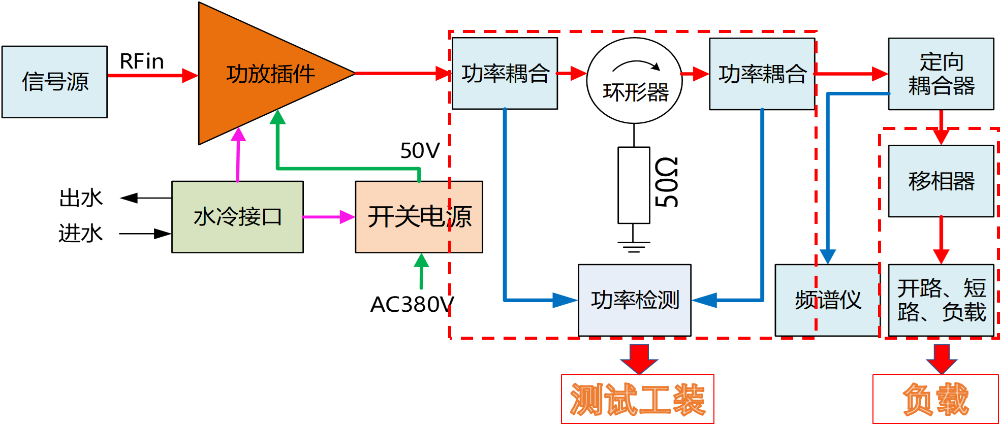 信号源
RFin
功放插件
功率耦合
环形器
功率耦合
定向
耦合器
50V
50Ω
移相器
出水
进水
水冷接口
开关电源
AC380V
功率检测
频谱仪
开路、短
路、负载
测试工装
负载